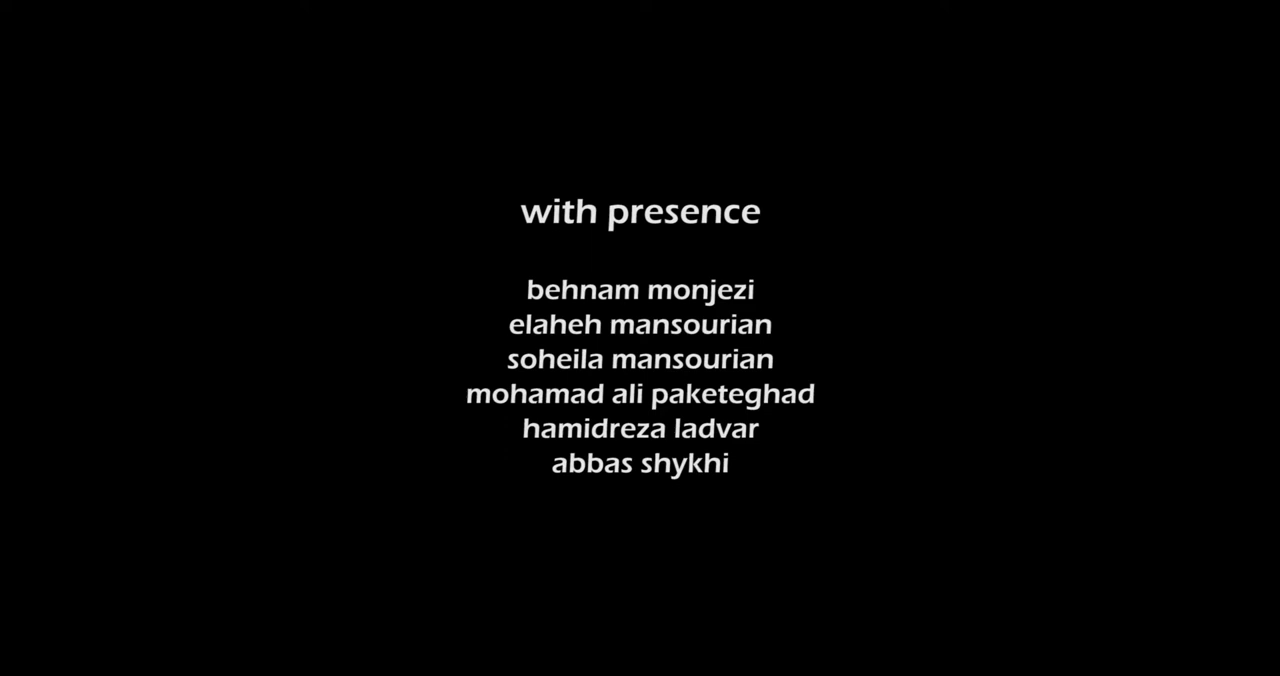 with presence
behnam monjezi
elaheh mansourian
soheila mansourian
mohamad ali paketeghad
hamidreza ladvar
abbas shykhi